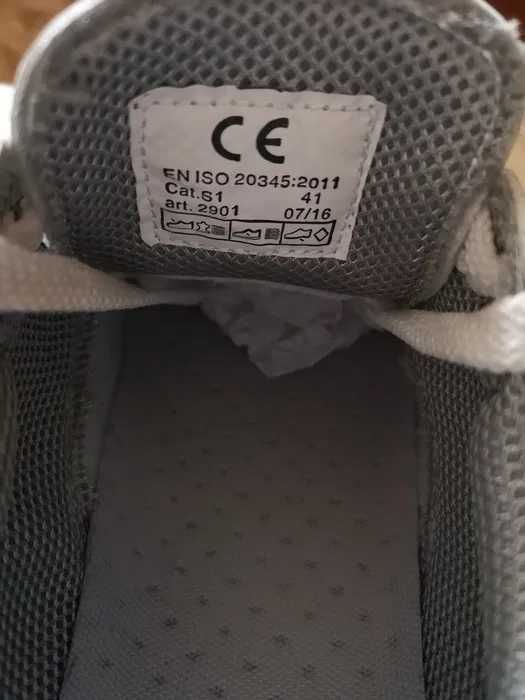 CE
EN ISO 20345:2011
Cat.S1 41
art. 2901 07/16